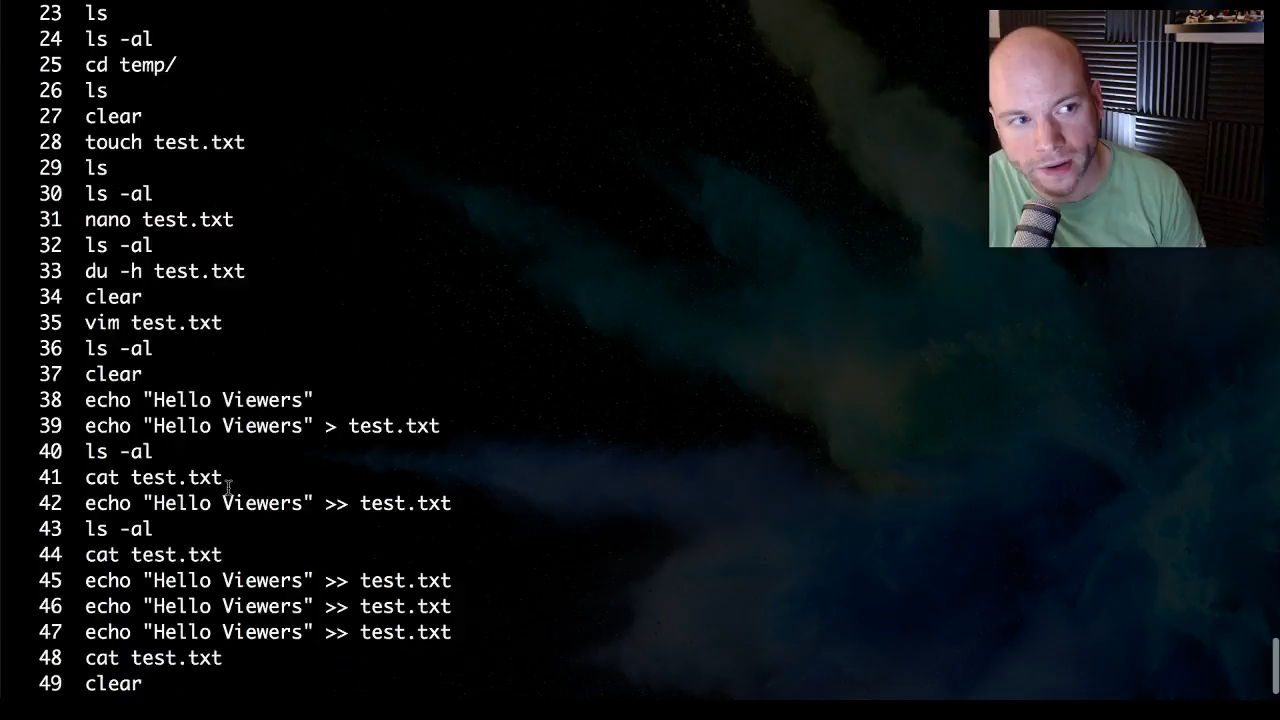 23 ls
24 ls -al
25 cd temp/
26 ls
27 clear
28 touch test.txt
29 ls
30 ls -al
31 nano test.txt
32 ls -al
33 du -h test.txt
34 clear
35 vim test.txt
36 ls -al
37 clear
38 echo "Hello Viewers"
39 echo "Hello Viewers" > test.txt
40 ls -al
41 cat test.txt
42 echo "Hello Viewers" >> test.txt
43 ls -al
44 cat test.txt
45 echo "Hello Viewers" >> test.txt
46 echo "Hello Viewers" >> test.txt
47 echo "Hello Viewers" >> test.txt
48 cat test.txt
49 clear